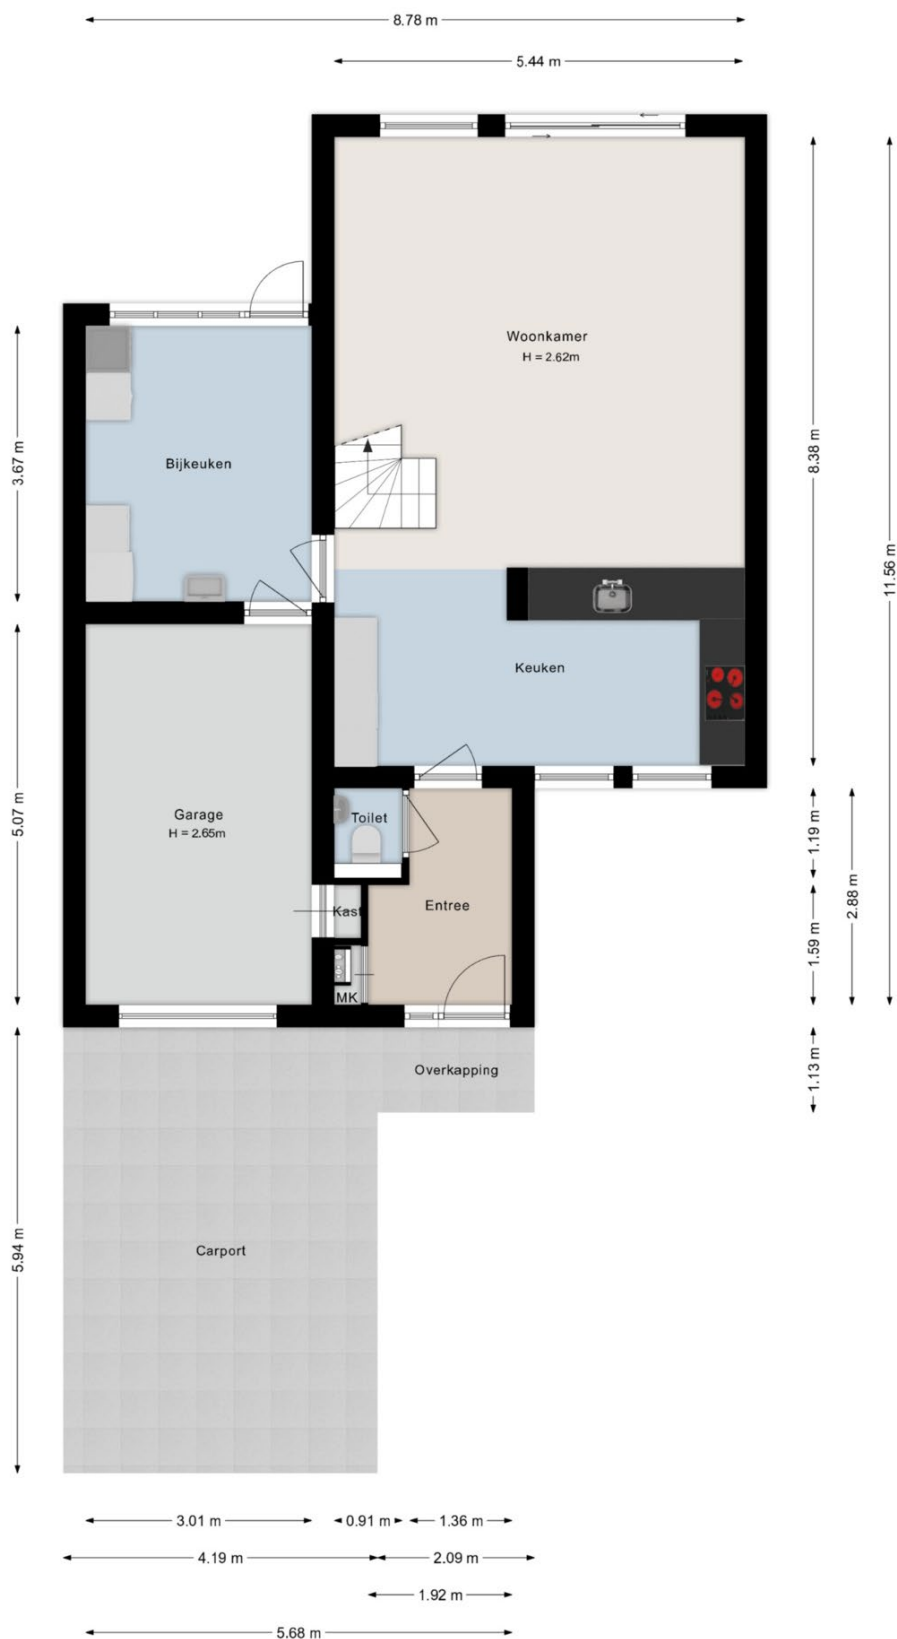 8.78 m
5.44 m
Woonkamer
H = 2.62m
3.67 m
Bijkeuken
8.38 m
11.56 m
Keuken
5.07 m
Garage
H = 2.65m
Toilet
1.19 m
Kast
Entree
2.88 m
1.59 m
MK
Overkapping
1.13 m
5.94 m
Carport
3.01 m
0.91 m
1.36 m
4.19 m
2.09 m
1.92 m
5.68 m